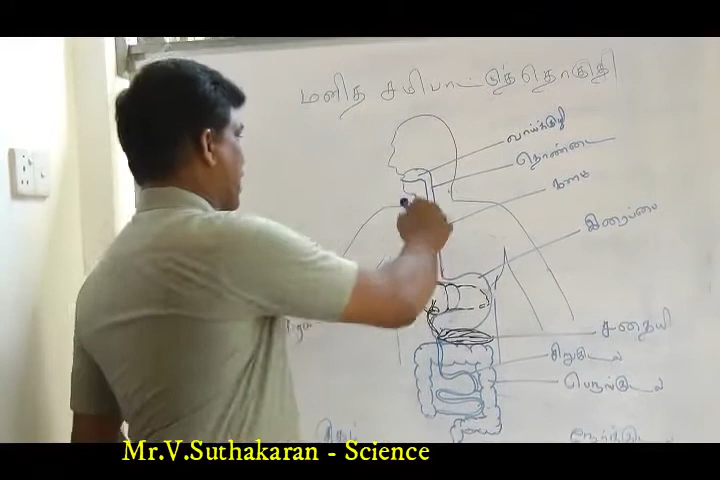 மனித சமிபாட்டுத்தொகுதி
வாய்க்குழி
தொண்டை
களம்
இரைப்பை
சதையி
சிறுகுடல்
பெருங்குடல்
Mr.V.Suthakaran - Science